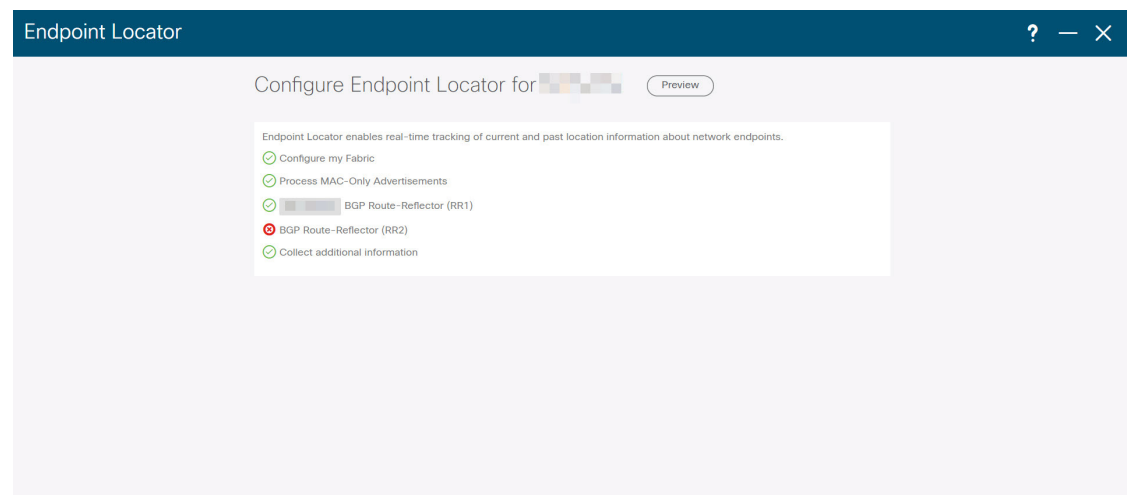 Endpoint Locator
Configure Endpoint Locator for
Preview
Endpoint Locator enables real-time tracking of current and past location information about network endpoints.
Configure my Fabric
Process MAC-Only Advertisements
BGP Route-Reflector (RR1)
BGP Route-Reflector (RR2)
Collect additional information